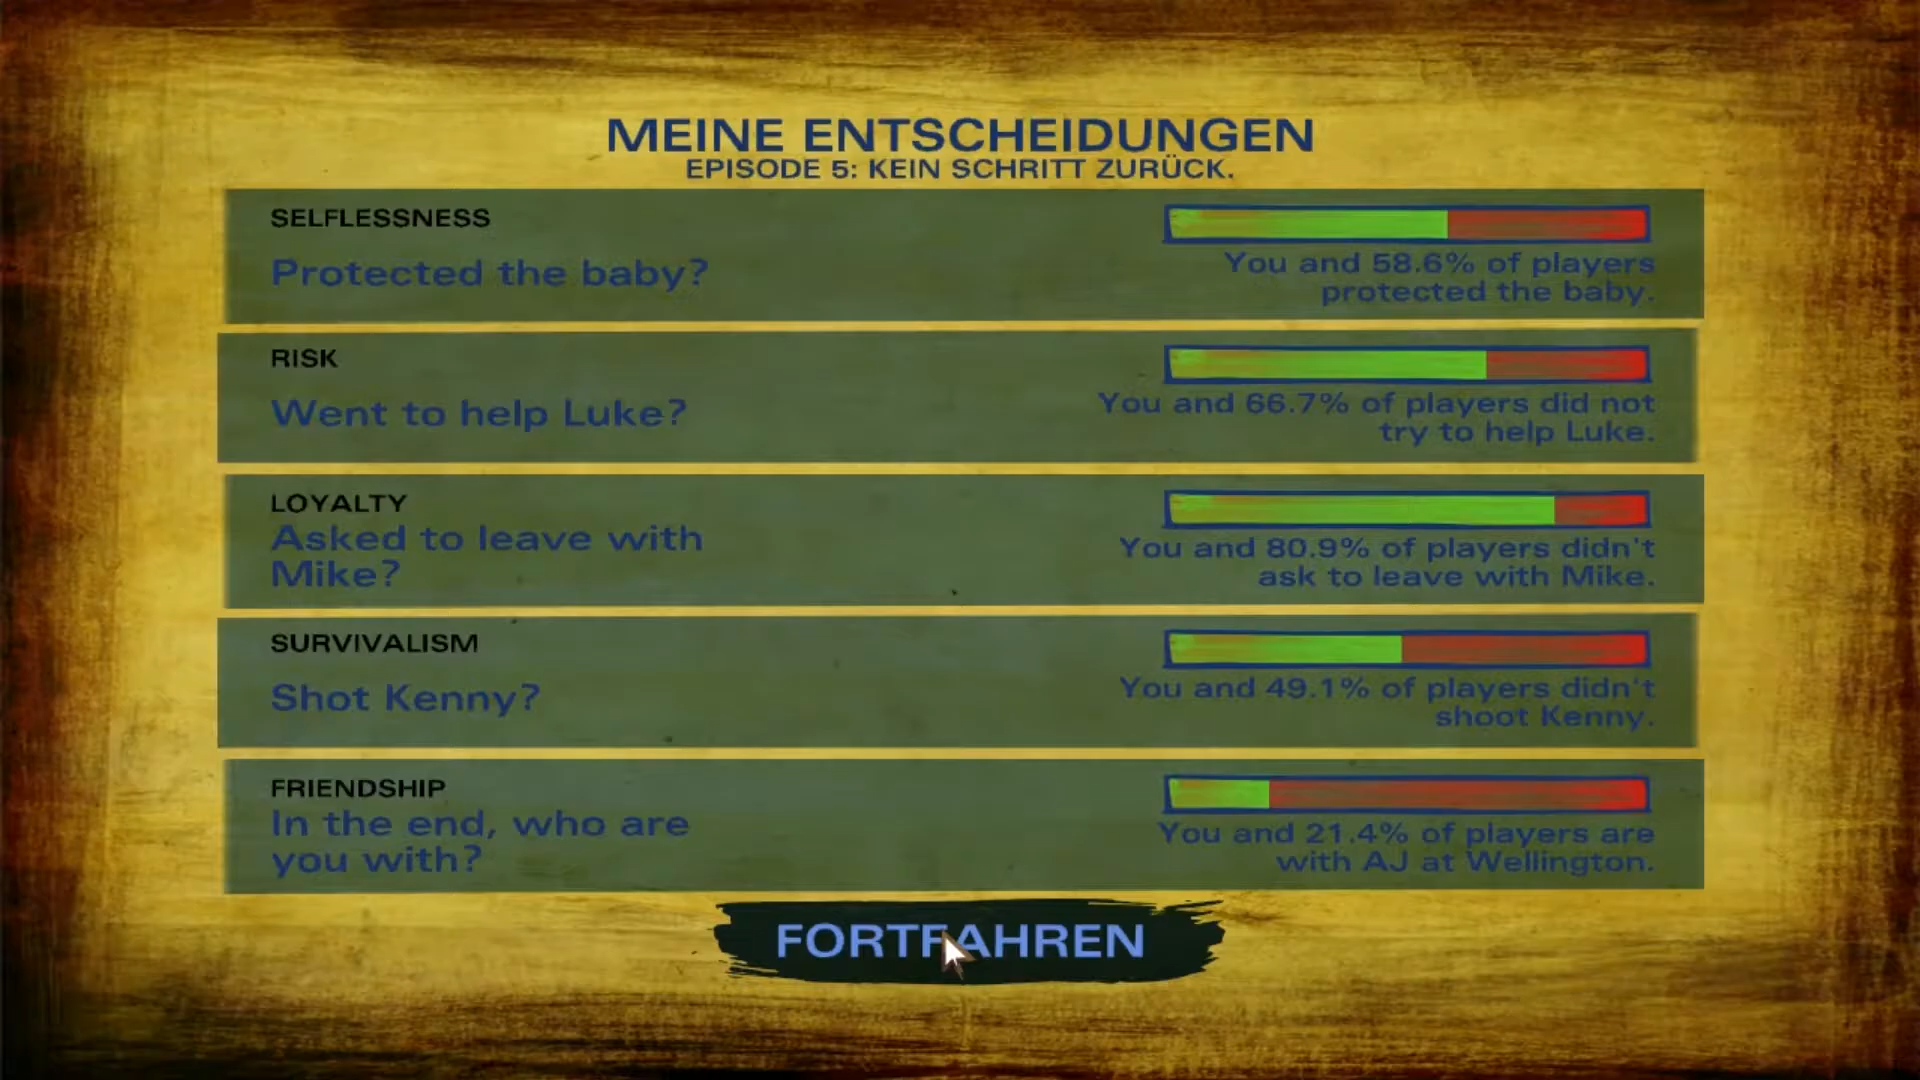 MEINE ENTSCHEIDUNGEN
EPISODE 5: KEIN SCHRITT ZURÜCK.
SELFLESSNESS
Protected the baby?
You and 58.6% of players
protected the baby.
RISK
Went to help Luke?
You and 66.7% of players did not
try to help Luke.
LOYALTY
Asked to leave with
Mike?
You and 80.9% of players didn't
ask to leave with Mike.
SURVIVALISM
Shot Kenny?
You and 49.1% of players didn't
shoot Kenny.
FRIENDSHIP
In the end, who are
you with?
You and 21.4% of players are
with AJ at Wellington.
FORTFAHREN